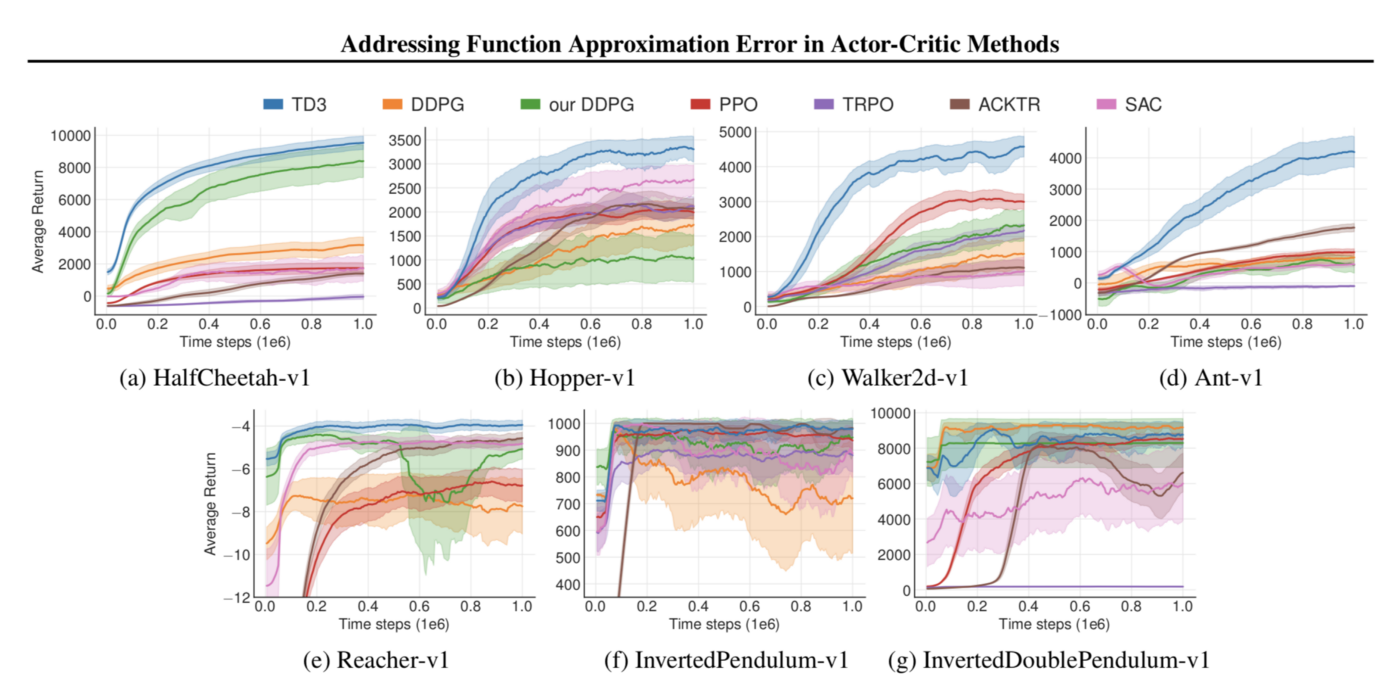 Addressing Function Approximation Error in Actor-Critic Methods
TD3 DDPG our DDPG PPO TRPO ACKTR SAC
Average Return
10000
8000
6000
4000
2000
0
0.0 0.2 0.4 0.6 0.8 1.0
Time steps (1e6)
(a) HalfCheetah-v1
3500
3000
2500
2000
1500
1000
500
0
0.0 0.2 0.4 0.6 0.8 1.0
Time steps (1e6)
(b) Hopper-v1
5000
4000
3000
2000
1000
0
0.0 0.2 0.4 0.6 0.8 1.0
Time steps (1e6)
(c) Walker2d-v1
4000
3000
2000
1000
0
−1000
0.0 0.2 0.4 0.6 0.8 1.0
Time steps (1e6)
(d) Ant-v1
Average Return
−4
−6
−8
−10
−12
0.0 0.2 0.4 0.6 0.8 1.0
Time steps (1e6)
(e) Reacher-v1
1000
900
800
700
600
500
400
0.0 0.2 0.4 0.6 0.8 1.0
Time steps (1e6)
(f) InvertedPendulum-v1
10000
8000
6000
4000
2000
0
0.0 0.2 0.4 0.6 0.8 1.0
Time steps (1e6)
(g) InvertedDoublePendulum-v1